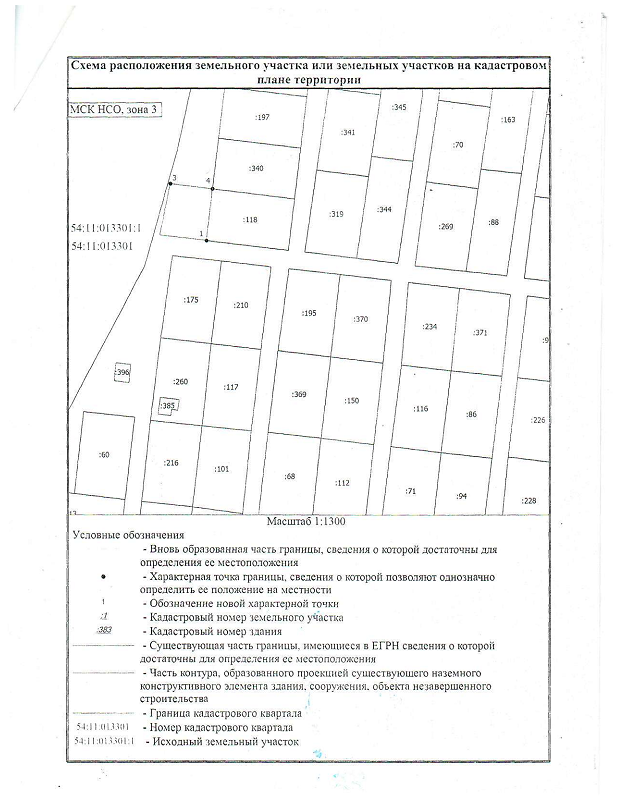 Схема расположения земельного участка или земельных участков на кадастровом
плане территории
МСК НСО, зона 3
:197
:341
:345
:163
:70
:340
3
4
:118
:319
:344
:269
:88
1
54:11:013301:1
54:11:013301
:175
:210
:195
:370
:234
:371
:9
:396
:260
:117
:369
:150
:116
:86
:385
:226
:60
:216
:101
:68
:112
:71
:94
:228
Масштаб 1:1300
Условные обозначения
- Вновь образованная часть границы, сведения о которой достаточны для
определения ее местоположения
- Характерная точка границы, сведения о которой позволяют однозначно
определить ее положение на местности
1 - Обозначение новой характерной точки
:1 - Кадастровый номер земельного участка
:383 - Кадастровый номер здания
- Существующая часть границы, имеющиеся в ЕГРН сведения о которой
достаточны для определения ее местоположения
- Часть контура, образованного проекцией существующего наземного
конструктивного элемента здания, сооружения, объекта незавершенного
строительства
- Граница кадастрового квартала
54:11:013301 - Номер кадастрового квартала
54:11:013301:1 - Исходный земельный участок